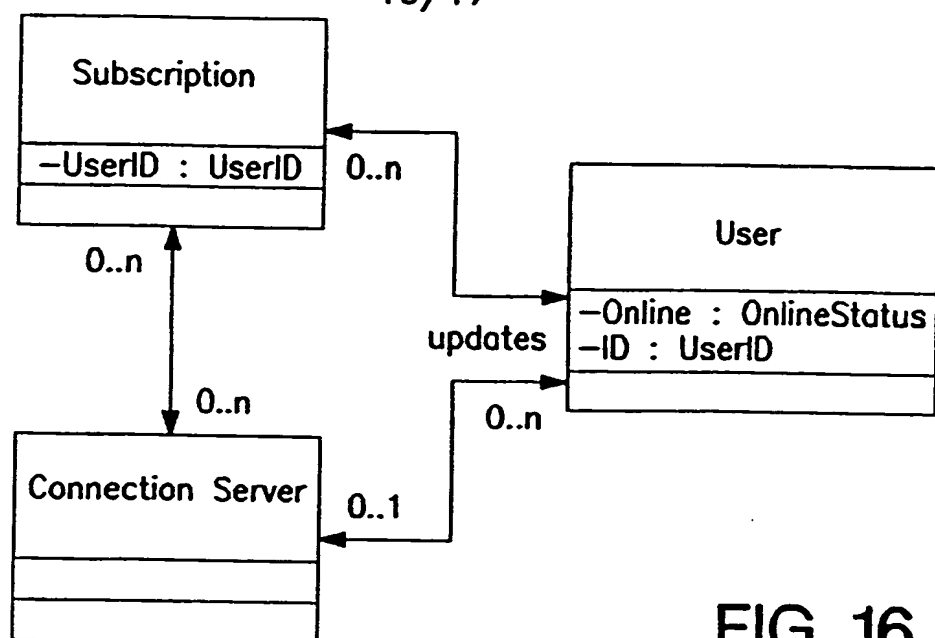 Subscription
-UserID : UserID
0..n
User
-Online : OnlineStatus
-ID : UserID
updates
0..n
0..n
0..n
Connection Server
0..1
FIG. 16